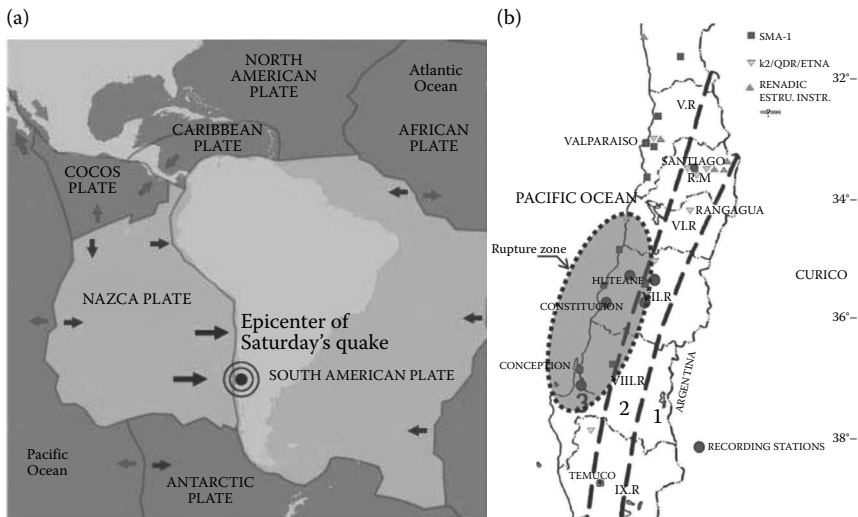 (a)
NORTH
AMERICAN
PLATE
Atlantic
Ocean
CARIBBEAN
PLATE
AFRICAN
PLATE
COCOS
PLATE
NAZCA PLATE
Epicenter of
Saturday's quake
SOUTH AMERICAN PLATE
Pacific
Ocean
ANTARCTIC
PLATE
(b)
SMA-1
k2/QDR/ETNA
RENADIC
ESTRU. INSTR.
?
32°
V.R
VALPARAISO
SANTIAGO
R.M
PACIFIC OCEAN
34°
RANGAGUA
VI.R
Rupture zone
HUTEANE
CURICO
CONSTITUCION
VII.R
36°
CONCEPTION
VIII.R
ARGENTINA
3
2
1
38°
RECORDING STATIONS
TEMUCO
IX.R